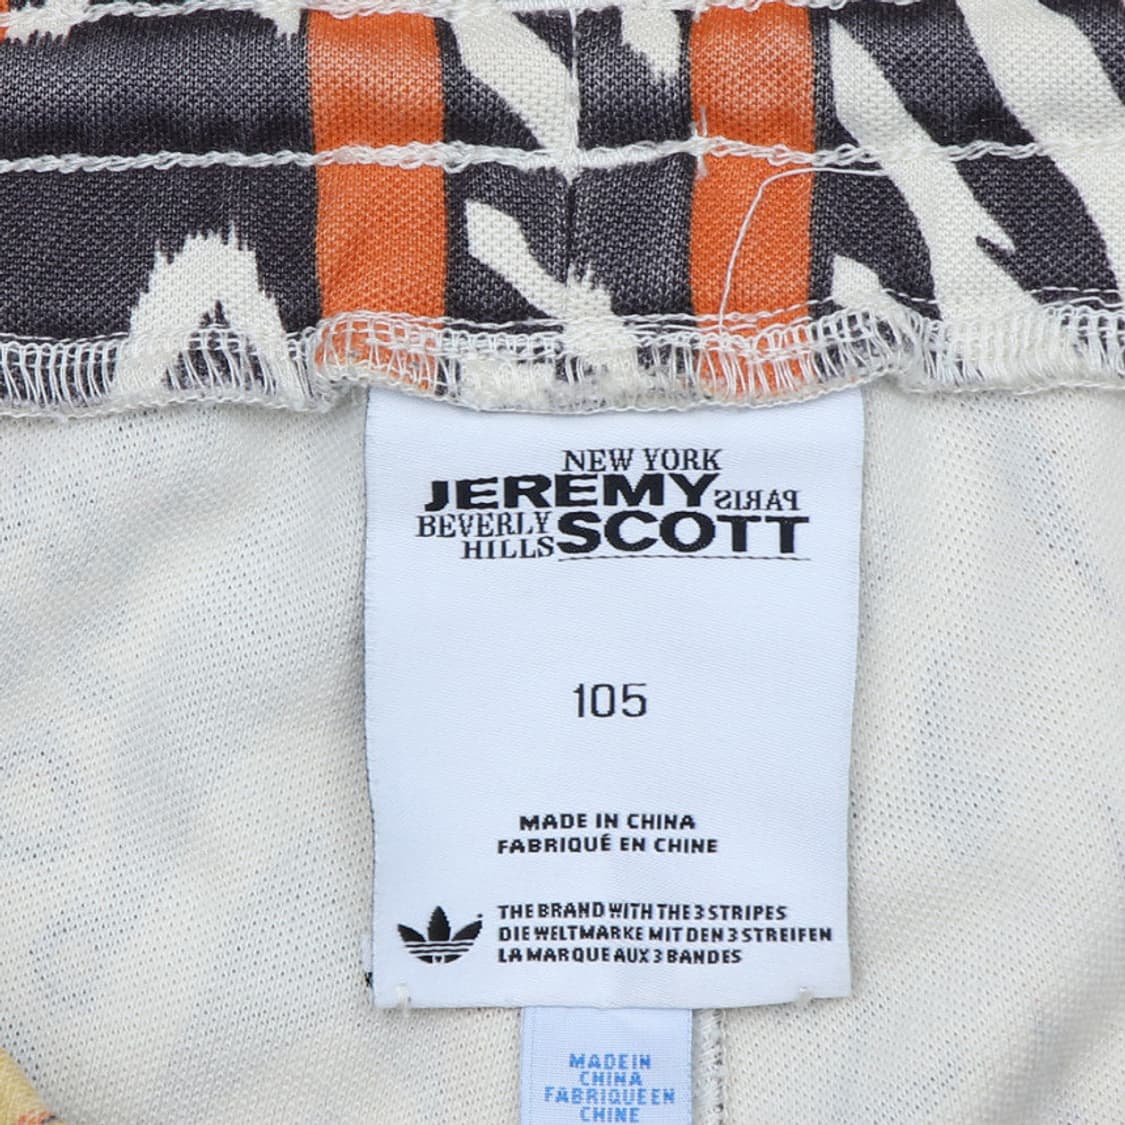 NEW YORK
JEREMY PARIS
BEVERLY HILLS SCOTT
105
MADE IN CHINA
FABRIQUÉ EN CHINE
THE BRAND WITH THE 3 STRIPES
DIE WELTMARKE MIT DEN 3 STREIFEN
LA MARQUE AUX 3 BANDES
MADE IN
CHINA
FABRIQUE EN
CHINE